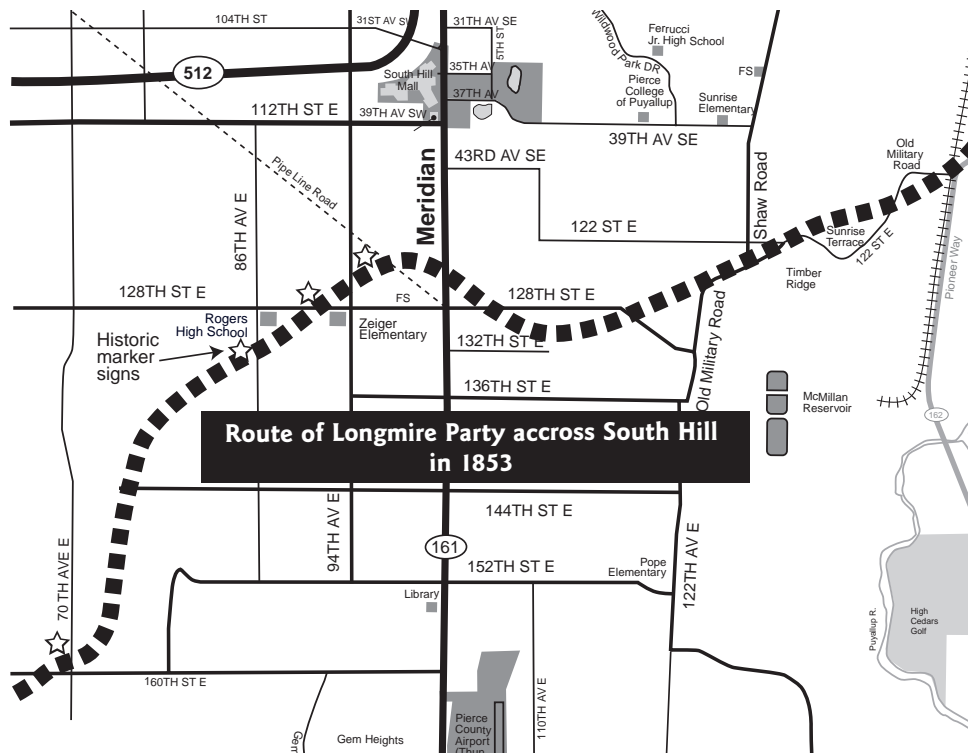 104TH ST
31ST AV SW
31TH AV SE
5TH ST
Wildwood Park DR
Ferrucci
Jr. High School
FS
512
South Hill
Mall
35TH AV
37TH AV
Pierce
College
of Puyallup
Sunrise
Elementary
112TH ST E
39TH AV SW
39TH AV SE
Old
Military
Road
Pipe Line Road
Meridian
43RD AV SE
Shaw Road
86TH AV E
122 ST E
Sunrise
Terrace
122 ST E
Pioneer Way
Timber
Ridge
128TH ST E
FS
128TH ST E
Rogers
High School
Zeiger
Elementary
Historic
marker
signs
132TH ST E
Old Military Road
136TH ST E
McMillan
Reservoir
162
Route of Longmire Party accross South Hill
in 1853
94TH AV E
144TH ST E
161
70 TH AVE E
152TH ST E
Pope
Elementary
122TH AV E
Library
Puyallup R.
High
Cedars
Golf
160TH ST E
110TH AV E
Gem Heights
Pierce
County
Airport